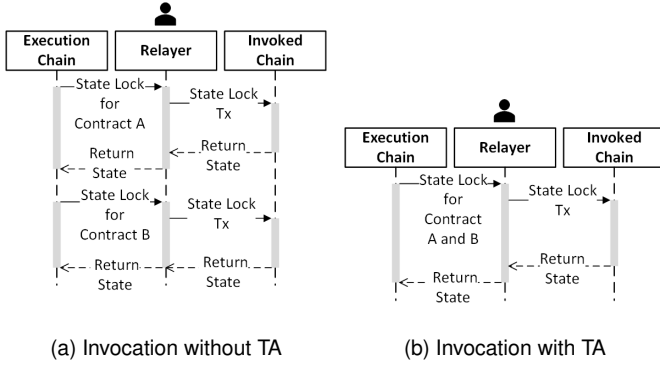 Execution
Chain
Relayer
Invoked
Chain
State Lock
for
Contract A
State Lock
Tx
Return
State
Return
State
State Lock
for
Contract B
State Lock
Tx
Return
State
Return
State
(a) Invocation without TA
Execution
Chain
Relayer
Invoked
Chain
State Lock
for
Contract
A and B
State Lock
Tx
Return
State
Return
State
(b) Invocation with TA